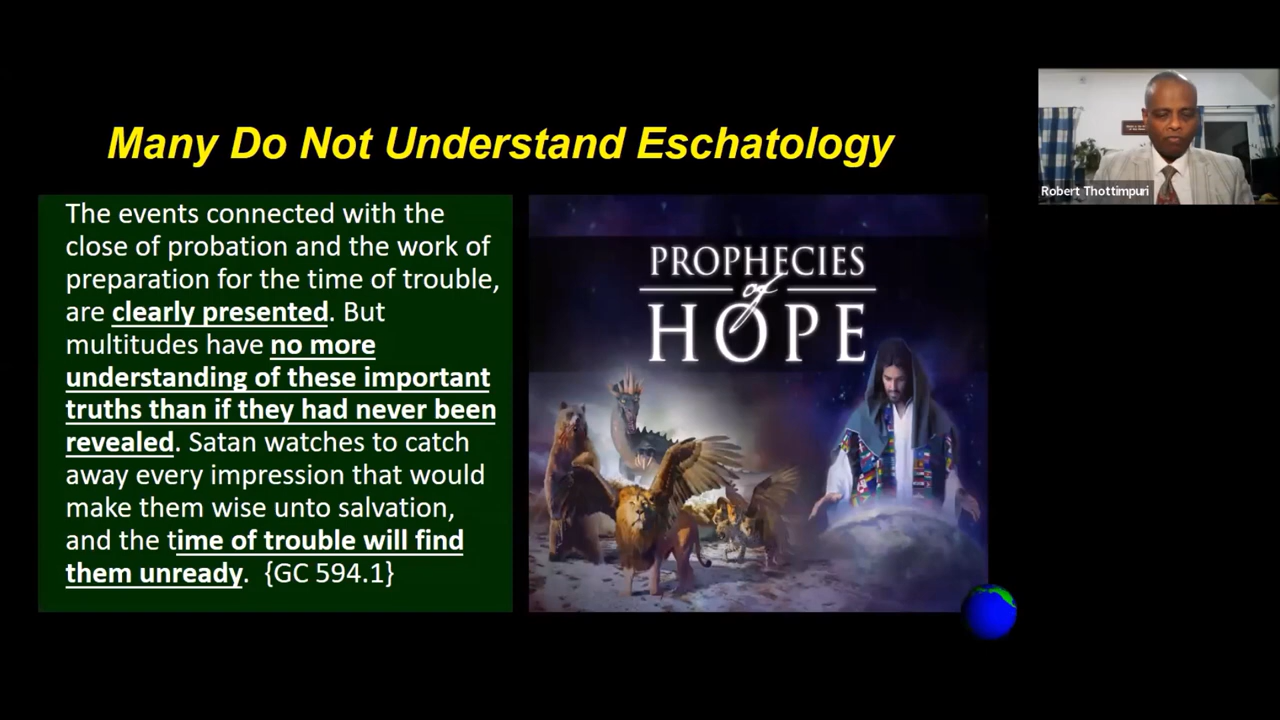 Many Do Not Understand Eschatology
The events connected with the
close of probation and the work of
preparation for the time of trouble,
are clearly presented. But
multitudes have no more
understanding of these important
truths than if they had never been
revealed. Satan watches to catch
away every impression that would
make them wise unto salvation,
and the time of trouble will find
them unready. {GC 594.1}
PROPHECIES
of
HOPE
Robert Thottimpuri